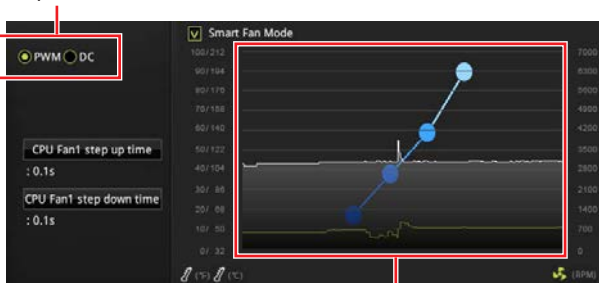 Smart Fan Mode
PWM DC
100/212 7000
90/194 6300
80/176 5600
70/158 4900
60/140 4200
CPU Fan1 step up time 50/122 3500
: 0.1s 40/104 2800
CPU Fan1 step down time 30/ 86 2100
: 0.1s 20/ 68 1400
10/ 50 700
0/ 32 0
(°F) (°C) (RPM)